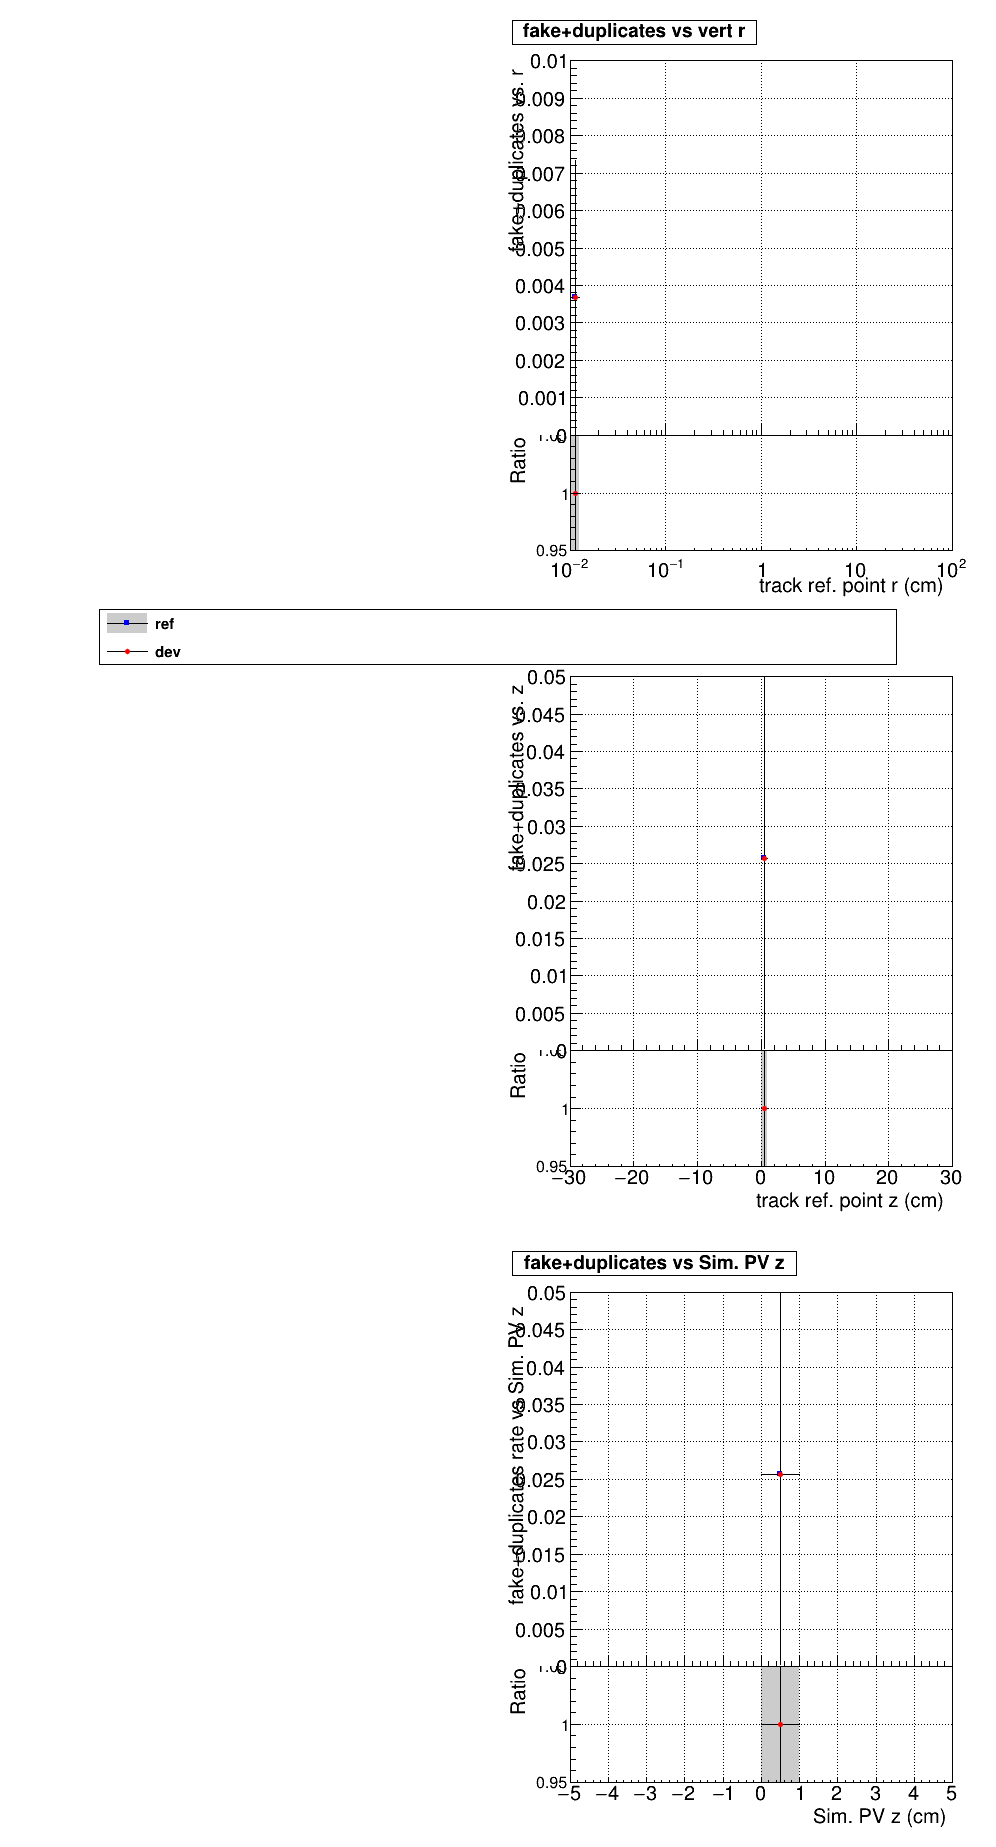 fake+duplicates vs vert r
fake+duplicates vs. r
0.01
0.009
0.008
0.007
0.006
0.005
0.004
0.003
0.002
0.001
0
Ratio
1
0.95
10⁻² 10⁻¹ 1 10 10²
track ref. point r (cm)
ref
dev
fake+duplicates vs. z
0.05
0.045
0.04
0.035
0.03
0.025
0.02
0.015
0.01
0.005
0
Ratio
1
0.95
−30 −20 −10 0 10 20 30
track ref. point z (cm)
fake+duplicates vs Sim. PV z
fake+duplicates rate vs Sim. PV z
0.05
0.045
0.04
0.035
0.03
0.025
0.02
0.015
0.01
0.005
0
Ratio
1
0.95
−5 −4 −3 −2 −1 0 1 2 3 4 5
Sim. PV z (cm)